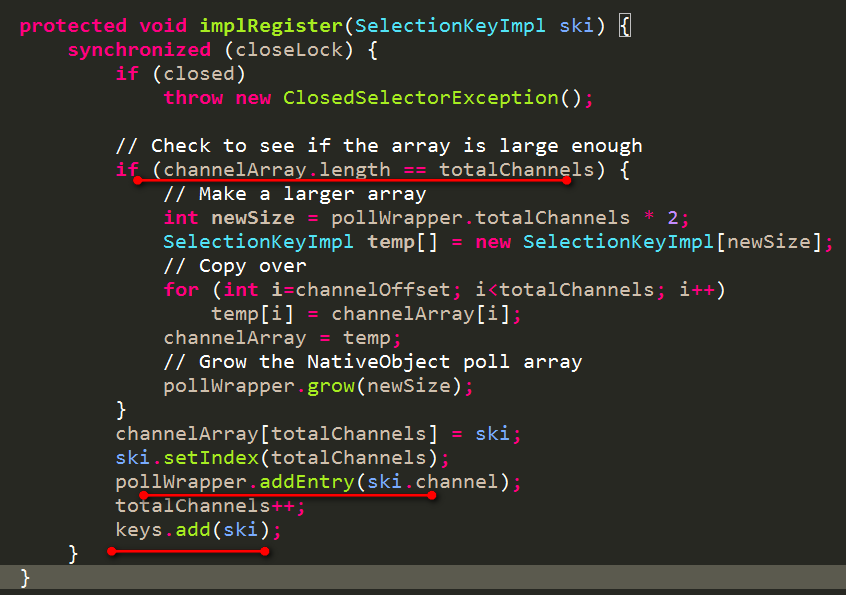 protected void implRegister(SelectionKeyImpl ski) {
synchronized (closeLock) {
if (closed)
throw new ClosedSelectorException();
// Check to see if the array is large enough
if (channelArray.length == totalChannels) {
// Make a larger array
int newSize = pollWrapper.totalChannels * 2;
SelectionKeyImpl temp[] = new SelectionKeyImpl[newSize];
// Copy over
for (int i=channelOffset; i<totalChannels; i++)
temp[i] = channelArray[i];
channelArray = temp;
// Grow the NativeObject poll array
pollWrapper.grow(newSize);
}
channelArray[totalChannels] = ski;
ski.setIndex(totalChannels);
pollWrapper.addEntry(ski.channel);
totalChannels++;
keys.add(ski);
}
}